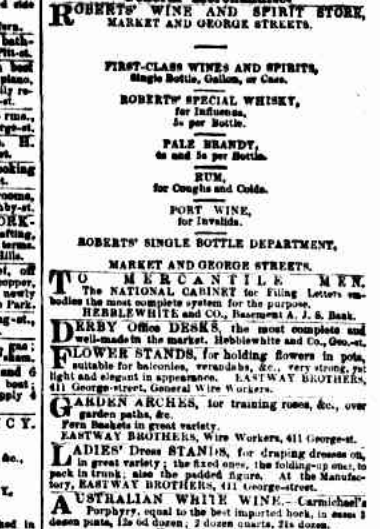 ROBERTS' WINE AND SPIRIT STORE,
MARKET AND GEORGE STREETS.
FIRST-CLASS WINES AND SPIRITS,
Single Bottle, Gallon, or Case.
ROBERTS' SPECIAL WHISKY,
for Influenza,
5s per Bottle.
PALE BRANDY,
4s and 5s per Bottle.
RUM,
for Coughs and Colds.
PORT WINE,
for Invalids.
ROBERTS' SINGLE BOTTLE DEPARTMENT,
MARKET AND GEORGE STREETS.
TO MERCANTILE MEN.
The NATIONAL CABINET for Filing Letters em-
bodies the most complete system for the purpose.
HEBBLEWHITE and CO., Basement A. J. S. Bank.
DERBY Office DESKS, the most complete and
well-made in the market. Hebblewhite and Co., Geo.-st.
FLOWER STANDS, for holding flowers in pots,
suitable for balconies, verandahs, &c., very strong, yet
light and elegant in appearance. EASTWAY BROTHERS,
411 George-street, General Wire Workers.
GARDEN ARCHES, for training roses, &c., over
garden paths, &c.
Fern Baskets in great variety.
EASTWAY BROTHERS, Wire Workers, 411 George-st.
LADIES' Dress STANDS, for draping dresses on,
in great variety; the fixed ones, the folding-up ones, to
pack in trunk; also the padded figure. At the Manufac-
tory, EASTWAY BROTHERS, 411 George-street.
AUSTRALIAN WHITE WINE.—Carmichael's
Porphyry, equal to the best imported hock, in cases 1
dozen pints, 12s 6d dozen; 2 dozen quarts, 21s dozen.